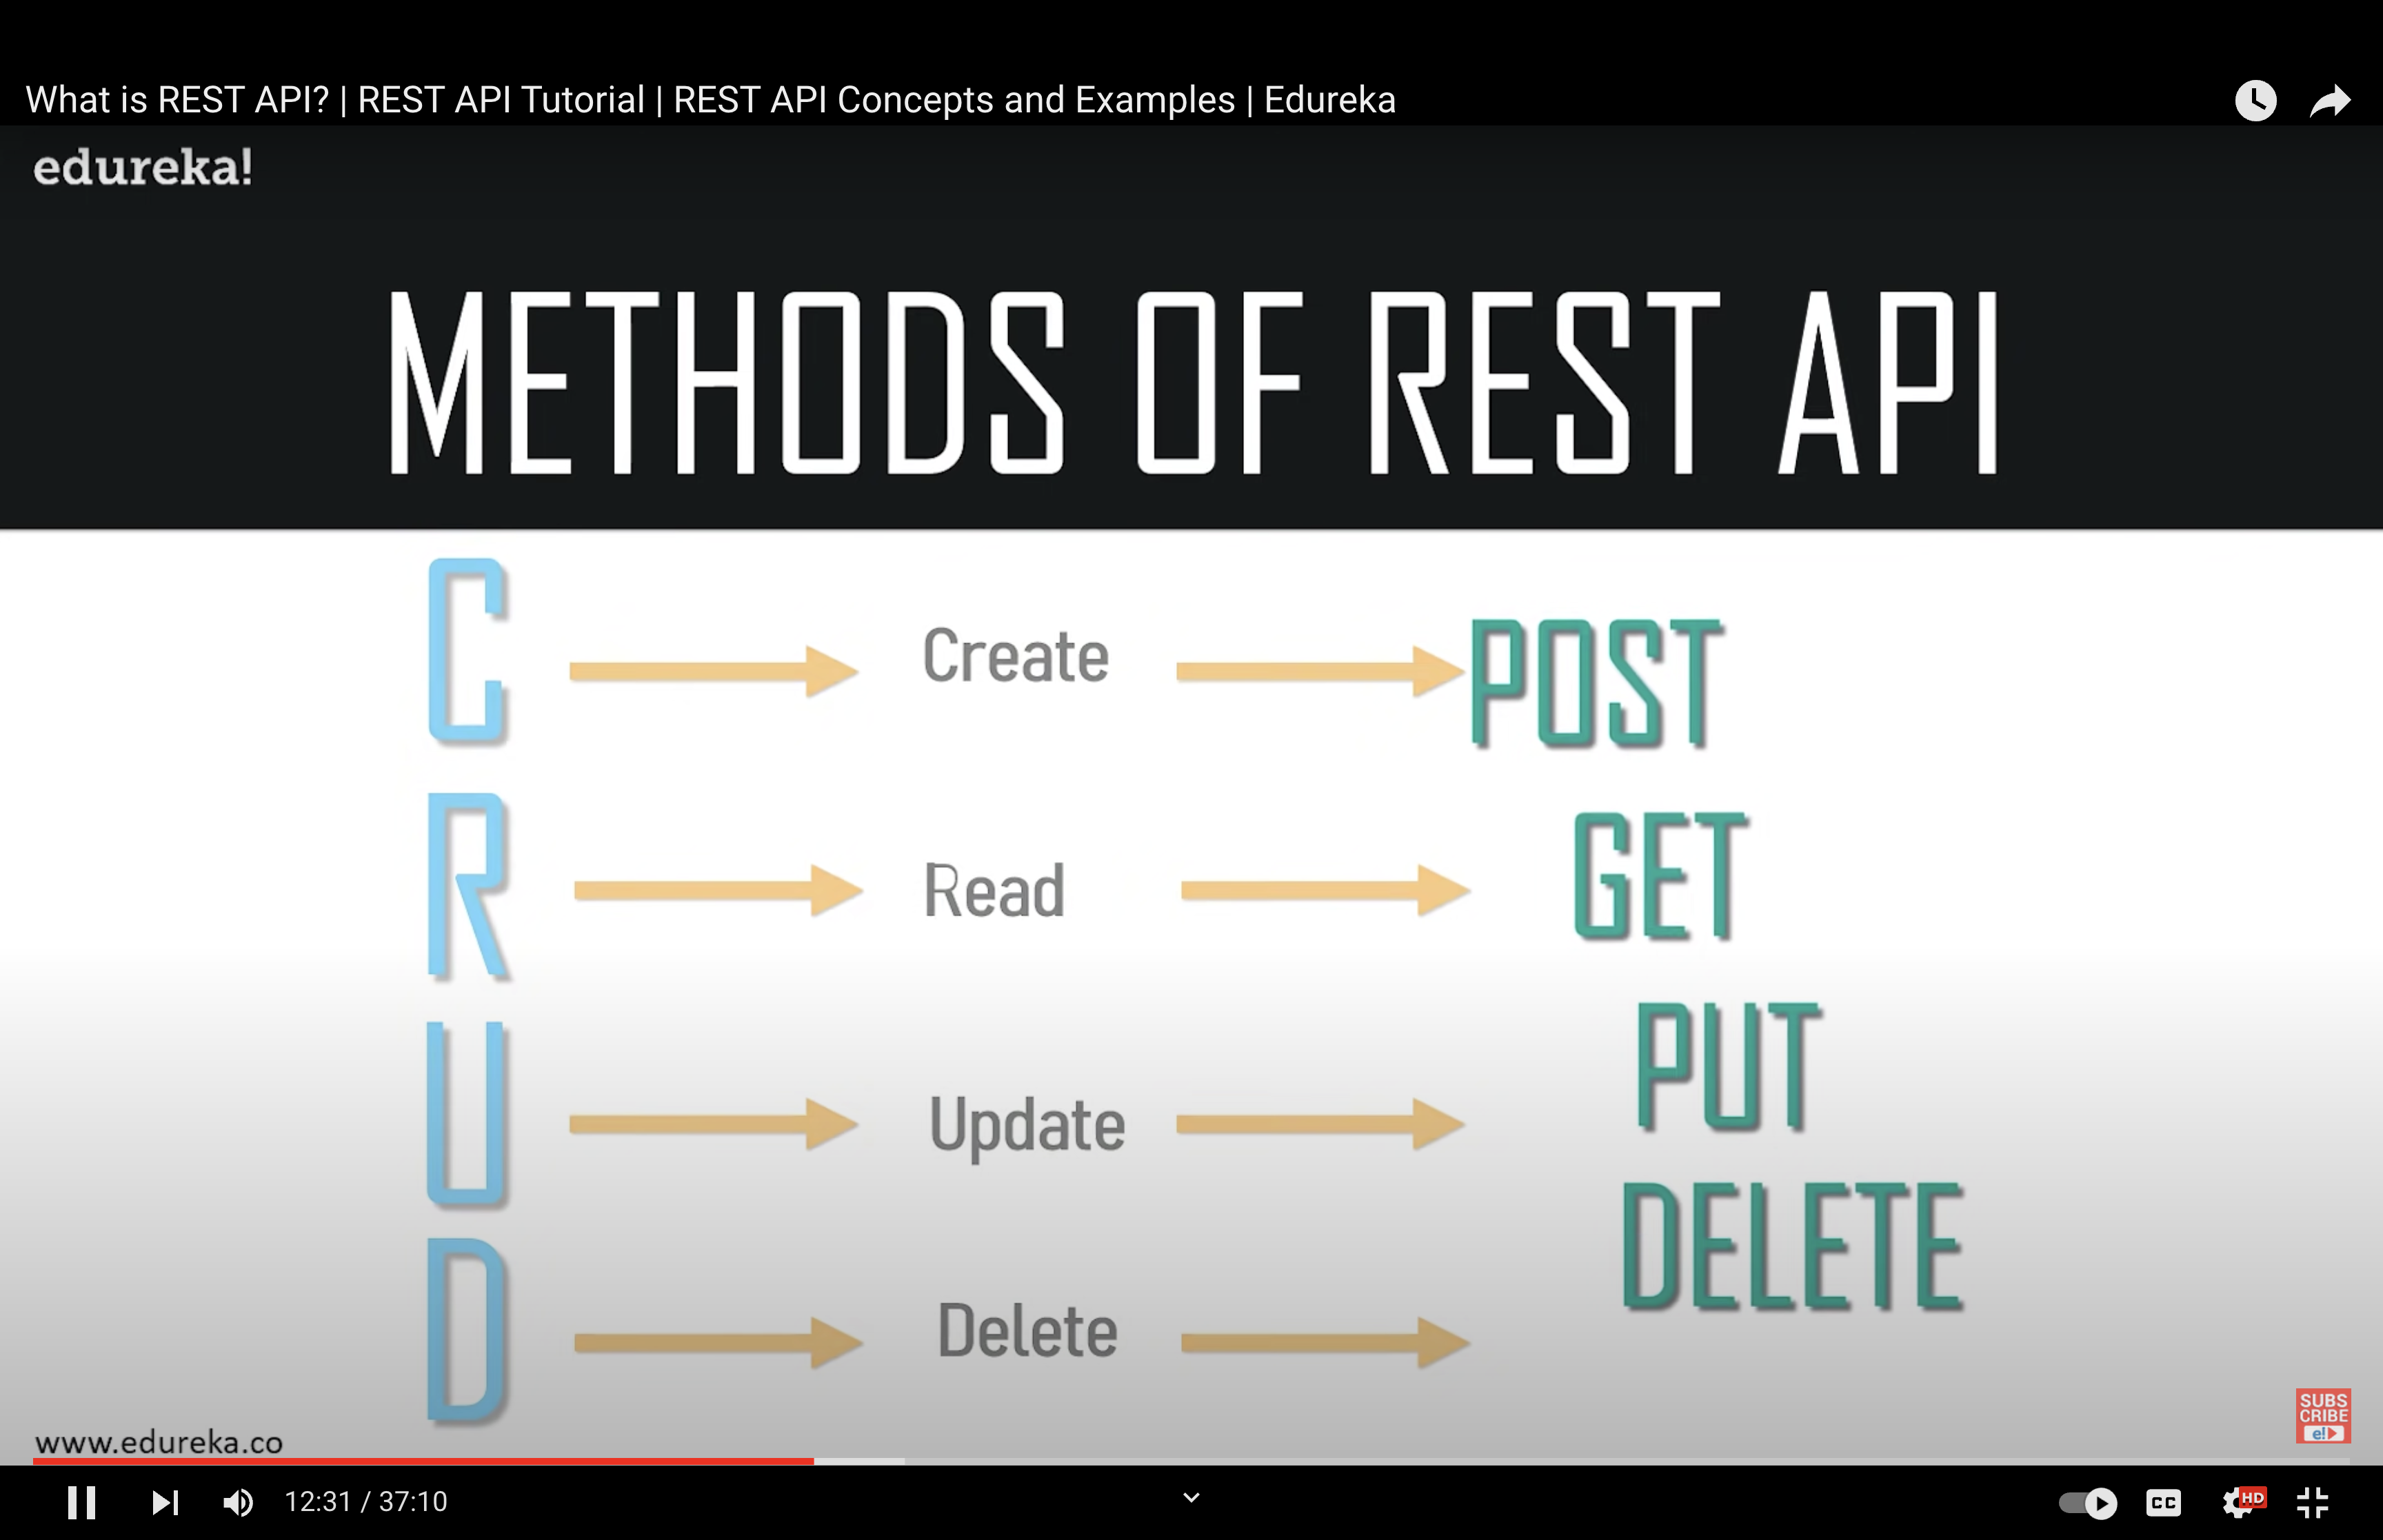 What is REST API? | REST API Tutorial | REST API Concepts and Examples | Edureka
edureka!
METHODS OF REST API
C Create POST
R Read GET
U Update PUT
D Delete DELETE
SUBS
CRIBE
e!
www.edureka.co
12:31 / 37:10
CC
HD